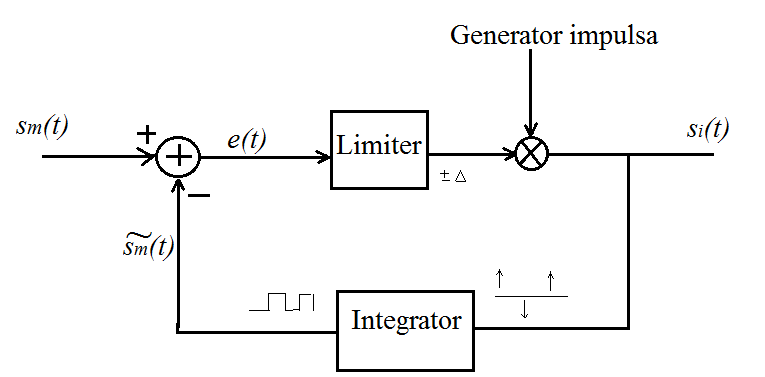 Generator impulsa
sm(t)
+
e(t)
Limiter
si(t)
+
± Δ
−
s̃m(t)
Integrator